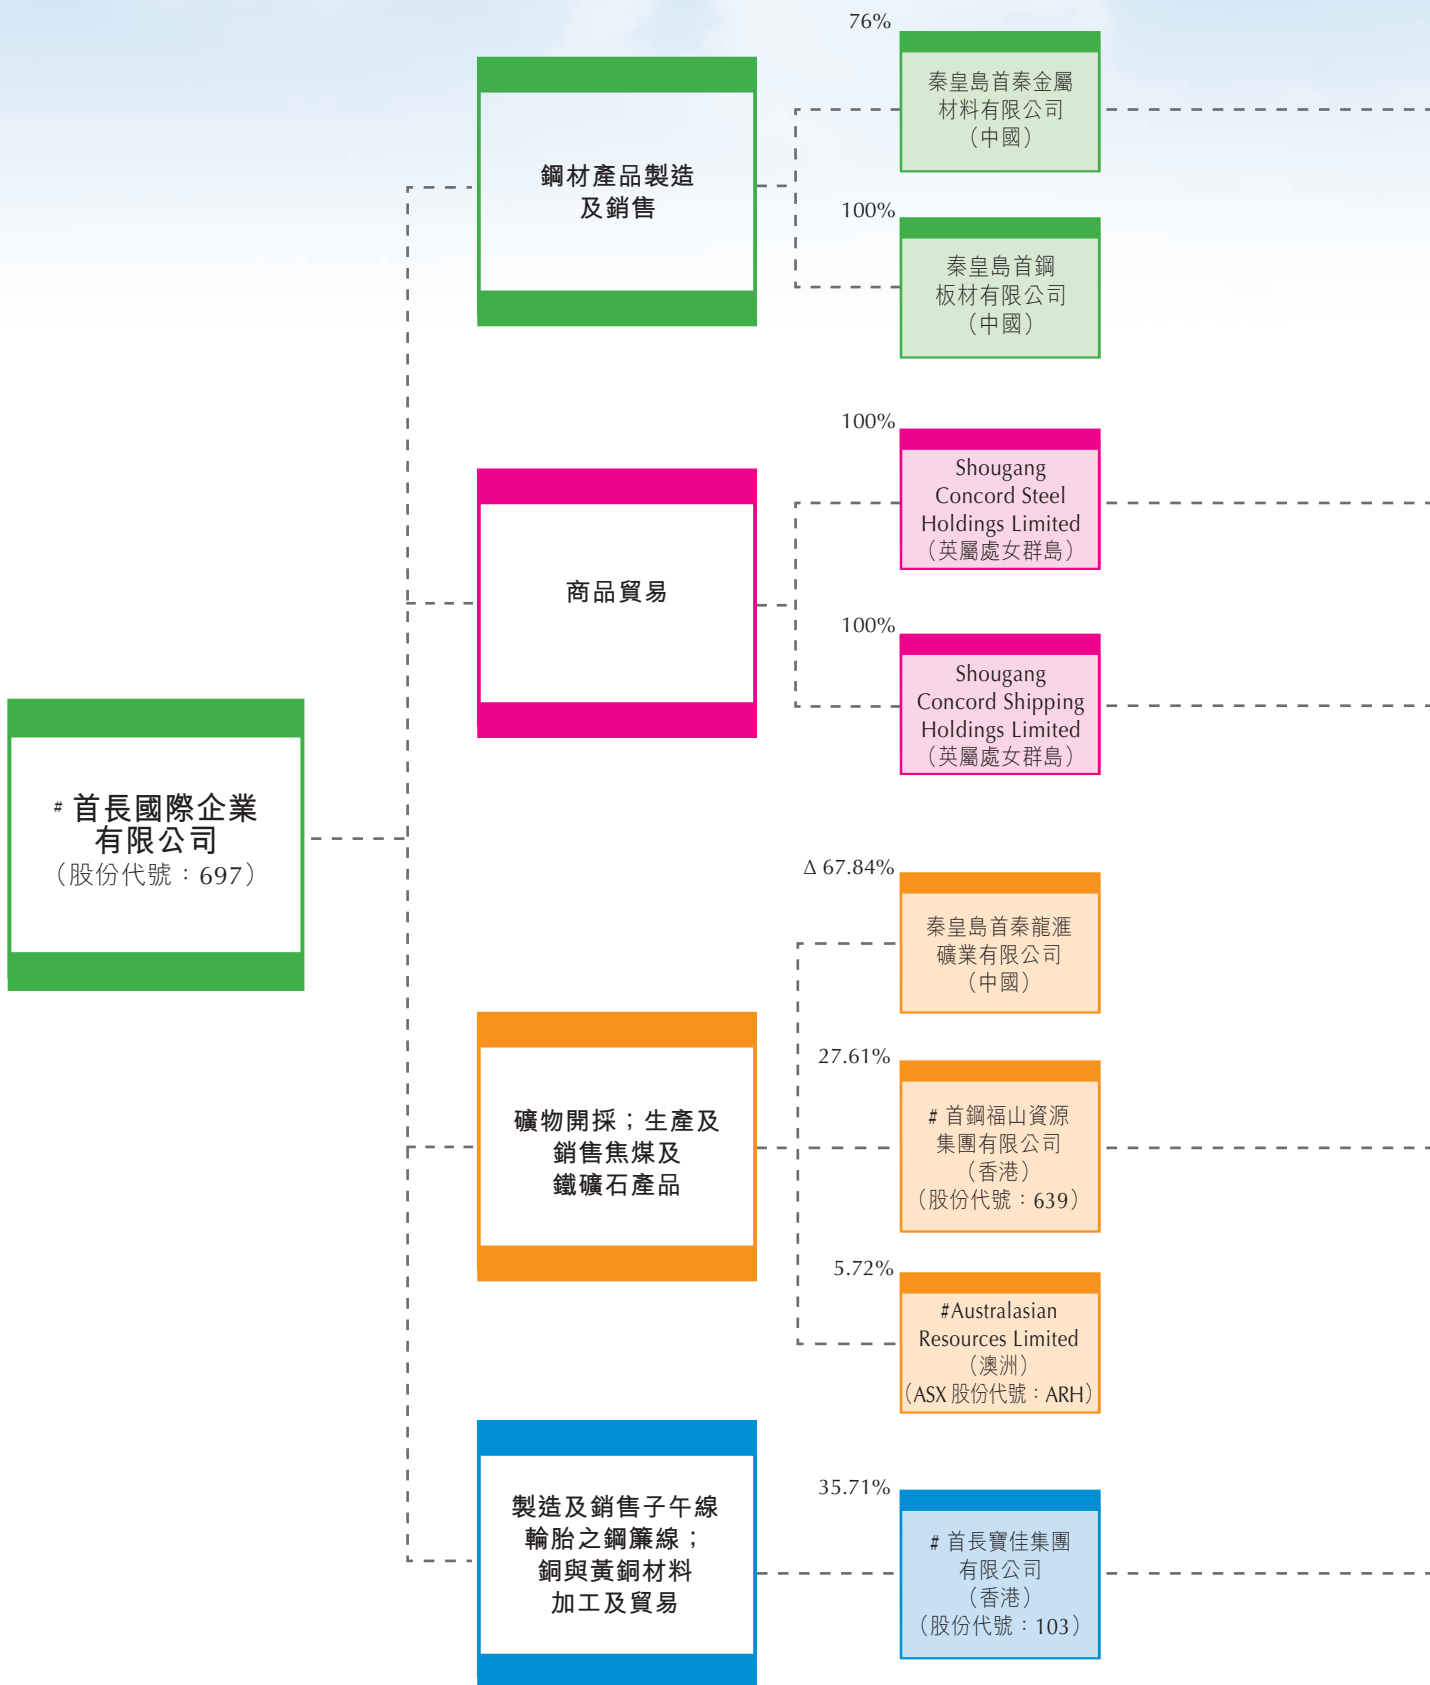 # 首長國際企業
有限公司
（股份代號：697）
鋼材產品製造
及銷售
76%
秦皇島首秦金屬
材料有限公司
（中國）
100%
秦皇島首鋼
板材有限公司
（中國）
商品貿易
100%
Shougang
Concord Steel
Holdings Limited
（英屬處女群島）
100%
Shougang
Concord Shipping
Holdings Limited
（英屬處女群島）
礦物開採；生產及
銷售焦煤及
鐵礦石產品
Δ 67.84%
秦皇島首秦龍滙
礦業有限公司
（中國）
27.61%
# 首鋼福山資源
集團有限公司
（香港）
（股份代號：639）
5.72%
#Australasian
Resources Limited
（澳洲）
（ASX 股份代號：ARH）
製造及銷售子午線
輪胎之鋼簾線；
銅與黃銅材料
加工及貿易
35.71%
# 首長寶佳集團
有限公司
（香港）
（股份代號：103）